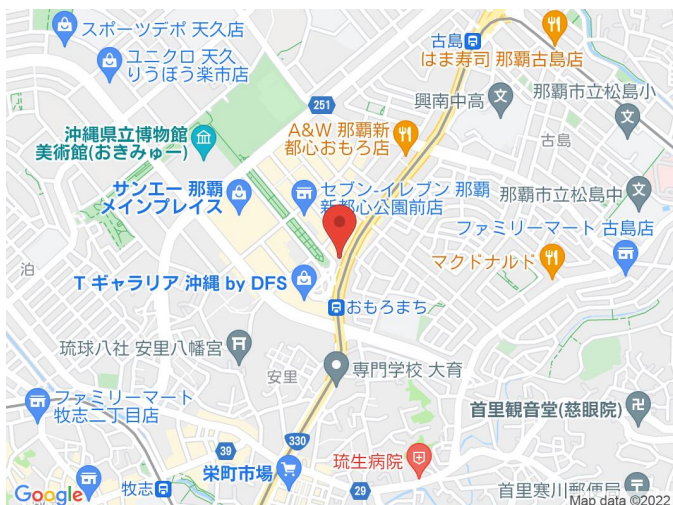 スポーツデポ 天久店
ユニクロ 天久
りうぼう楽市店
古島
はま寿司 那覇古島店
251
興南中高
那覇市立松島小
沖縄県立博物館
美術館(おきみゅー)
A&W 那覇新
都心おもろ店
古島
サンエー 那覇
メインプレイス
セブン-イレブン 那覇
新都心公園前店
那覇市立松島中
ファミリーマート 古島店
泊
T ギャラリア 沖縄 by DFS
マクドナルド
おもろまち
琉球八社 安里八幡宮
安里
専門学校 大育
ファミリーマート
牧志二丁目店
首里観音堂(慈眼院)
39
330
栄町市場
琉生病院
29
牧志
首里寒川郵便局
Google
Map data ©2022